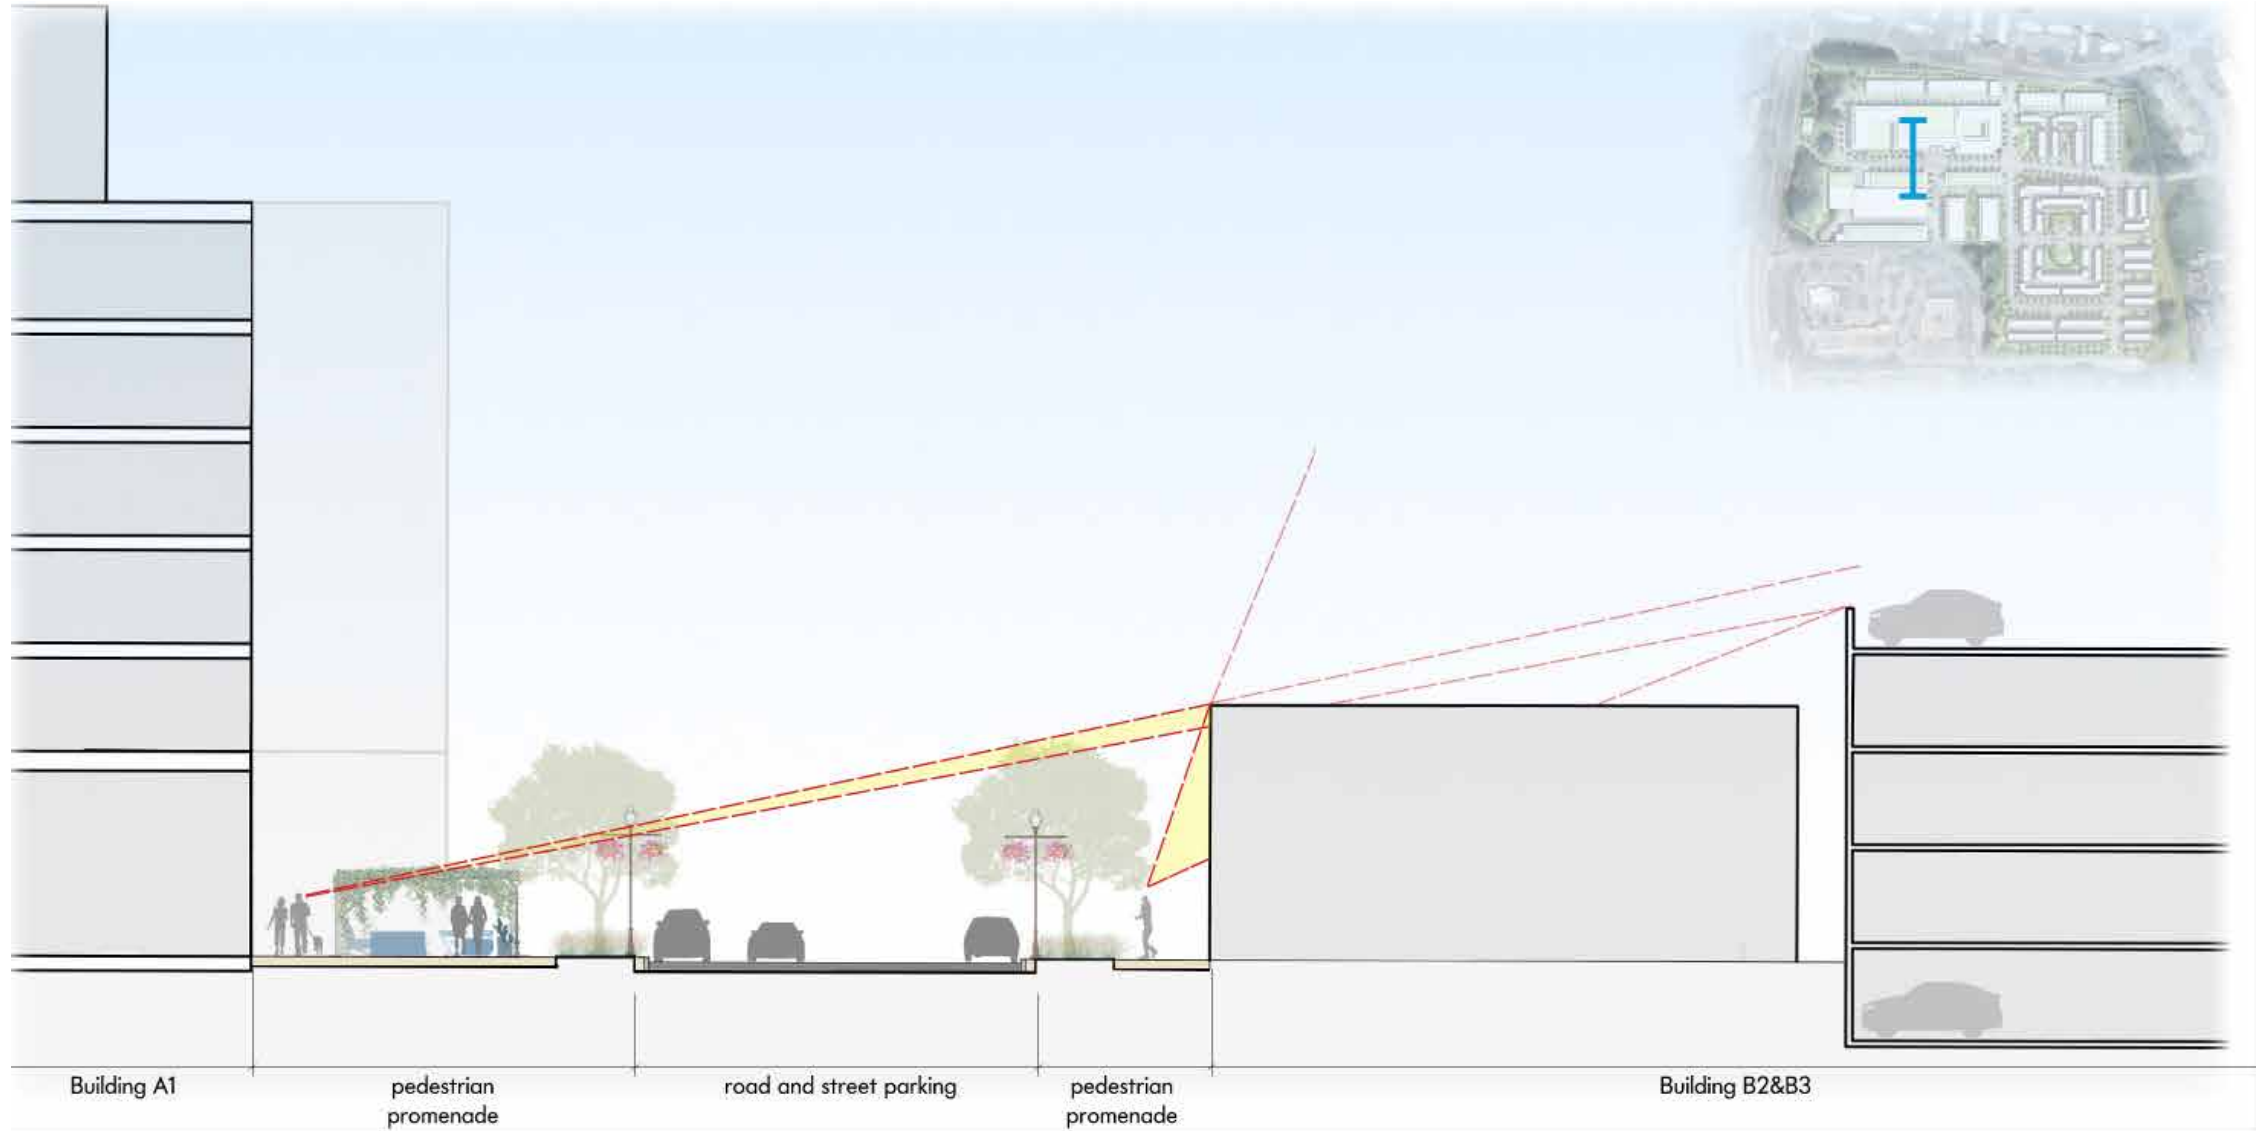 Building A1
pedestrian
promenade
road and street parking
pedestrian
promenade
Building B2&B3